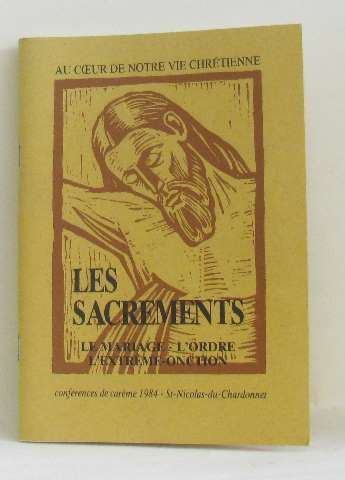 AU CŒUR DE NOTRE VIE CHRÉTIENNE
LES
SACREMENTS
LE MARIAGE - L'ORDRE
L'EXTRÊME-ONCTION
conférences de carême 1984 - St-Nicolas-du-Chardonnet